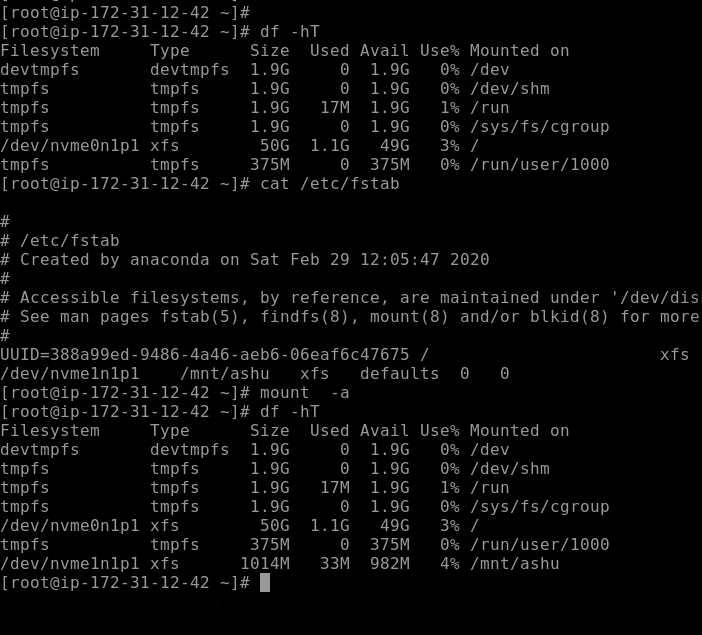 [root@ip-172-31-12-42 ~]#
[root@ip-172-31-12-42 ~]# df -hT
Filesystem     Type      Size  Used Avail Use% Mounted on
devtmpfs       devtmpfs  1.9G     0  1.9G   0% /dev
tmpfs          tmpfs     1.9G     0  1.9G   0% /dev/shm
tmpfs          tmpfs     1.9G   17M  1.9G   1% /run
tmpfs          tmpfs     1.9G     0  1.9G   0% /sys/fs/cgroup
/dev/nvme0n1p1 xfs        50G  1.1G   49G   3% /
tmpfs          tmpfs     375M     0  375M   0% /run/user/1000
[root@ip-172-31-12-42 ~]# cat /etc/fstab

#
# /etc/fstab
# Created by anaconda on Sat Feb 29 12:05:47 2020
#
# Accessible filesystems, by reference, are maintained under '/dev/dis
# See man pages fstab(5), findfs(8), mount(8) and/or blkid(8) for more
#
UUID=388a99ed-9486-4a46-aeb6-06eaf6c47675 /                       xfs
/dev/nvme1n1p1    /mnt/ashu   xfs   defaults  0   0
[root@ip-172-31-12-42 ~]# mount  -a
[root@ip-172-31-12-42 ~]# df -hT
Filesystem     Type      Size  Used Avail Use% Mounted on
devtmpfs       devtmpfs  1.9G     0  1.9G   0% /dev
tmpfs          tmpfs     1.9G     0  1.9G   0% /dev/shm
tmpfs          tmpfs     1.9G   17M  1.9G   1% /run
tmpfs          tmpfs     1.9G     0  1.9G   0% /sys/fs/cgroup
/dev/nvme0n1p1 xfs        50G  1.1G   49G   3% /
tmpfs          tmpfs     375M     0  375M   0% /run/user/1000
/dev/nvme1n1p1 xfs      1014M   33M  982M   4% /mnt/ashu
[root@ip-172-31-12-42 ~]#